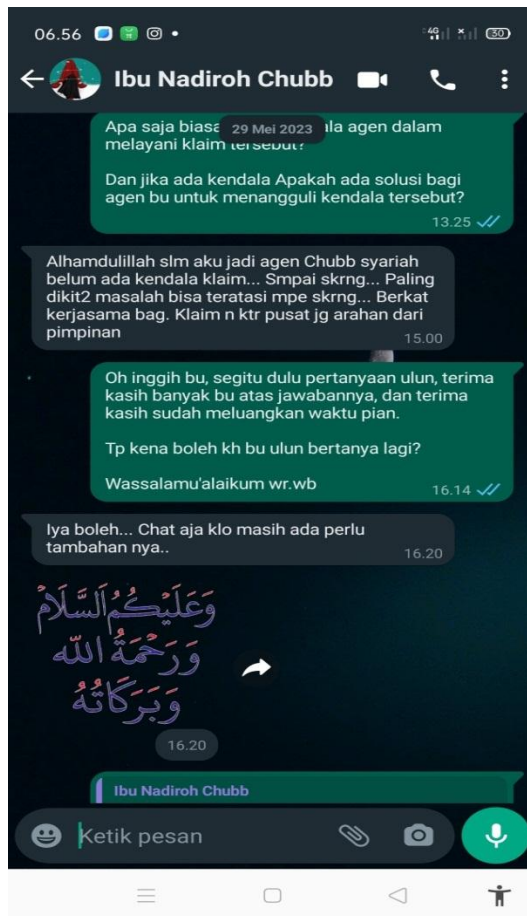 06.56
4G
30
Ibu Nadiroh Chubb
29 Mei 2023
Apa saja biasa ala agen dalam
melayani klaim tersebut?
Dan jika ada kendala Apakah ada solusi bagi
agen bu untuk menangguli kendala tersebut?
13.25
Alhamdulillah slm aku jadi agen Chubb syariah
belum ada kendala klaim... Smpai skrng... Paling
dikit2 masalah bisa teratasi mpe skrng... Berkat
kerjasama bag. Klaim n ktr pusat jg arahan dari
pimpinan
15.00
Oh inggih bu, segitu dulu pertanyaan ulun, terima
kasih banyak bu atas jawabannya, dan terima
kasih sudah meluangkan waktu pian.
Tp kena boleh kh bu ulun bertanya lagi?
Wassalamu'alaikum wr.wb
16.14
Iya boleh... Chat aja klo masih ada perlu
tambahan nya..
16.20
وَعَلَيْكُمُ السَّلَامُ
وَرَحْمَةُ اللّٰه
وَبَرَكَاتُهُ
16.20
Ibu Nadiroh Chubb
Ketik pesan